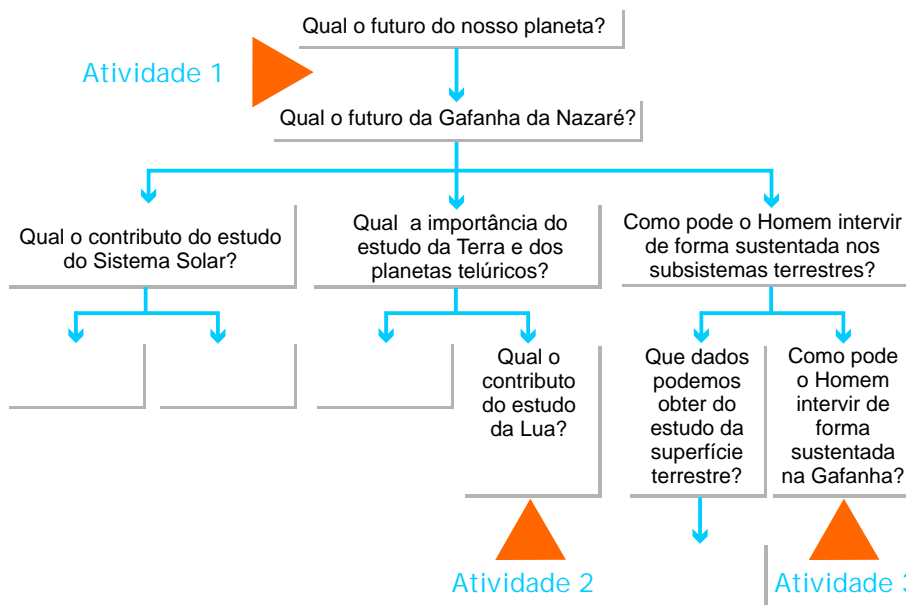 Qual o futuro do nosso planeta?
Atividade 1
Qual o futuro da Gafanha da Nazaré?
Qual o contributo do estudo
do Sistema Solar?
Qual a importância do
estudo da Terra e dos
planetas telúricos?
Como pode o Homem intervir
de forma sustentada nos
subsistemas terrestres?
Qual o
contributo
do estudo
da Lua?
Que dados
podemos
obter do
estudo da
superfície
terrestre?
Como pode
o Homem
intervir de
forma
sustentada
na Gafanha?
Atividade 2
Atividade 3